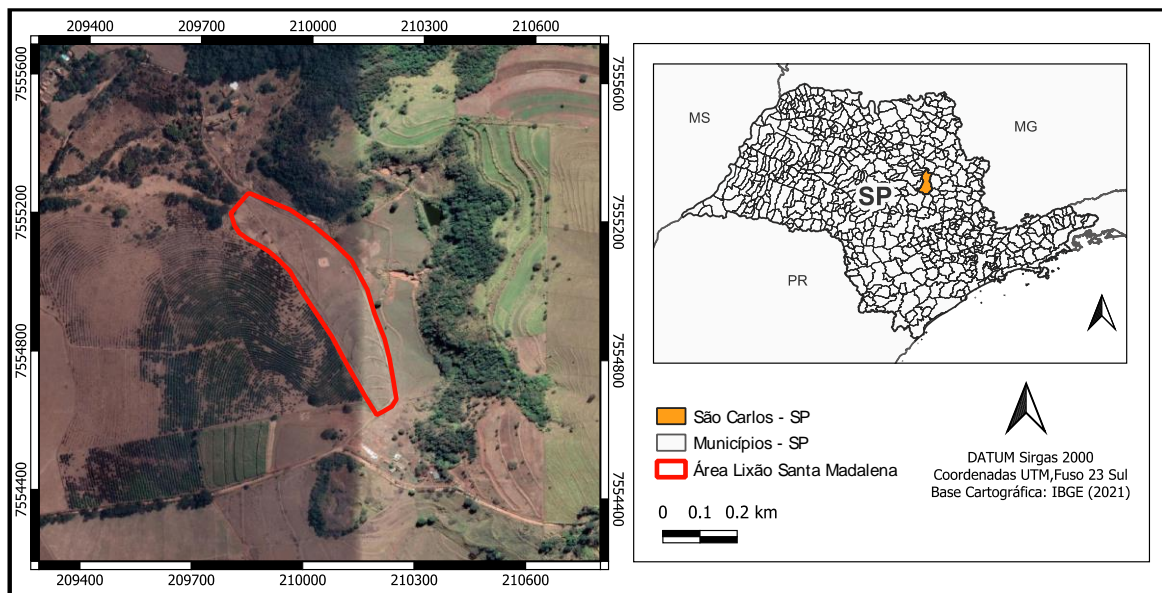 209400 209700 210000 210300 210600
7555600
7555200
7554800
7554400
7555600
7555200
7554800
7554400
209400 209700 210000 210300 210600
MS
MG
SP
PR
São Carlos - SP
Municípios - SP
Área Lixão Santa Madalena
0 0.1 0.2 km
DATUM Sirgas 2000
Coordenadas UTM,Fuso 23 Sul
Base Cartográfica: IBGE (2021)